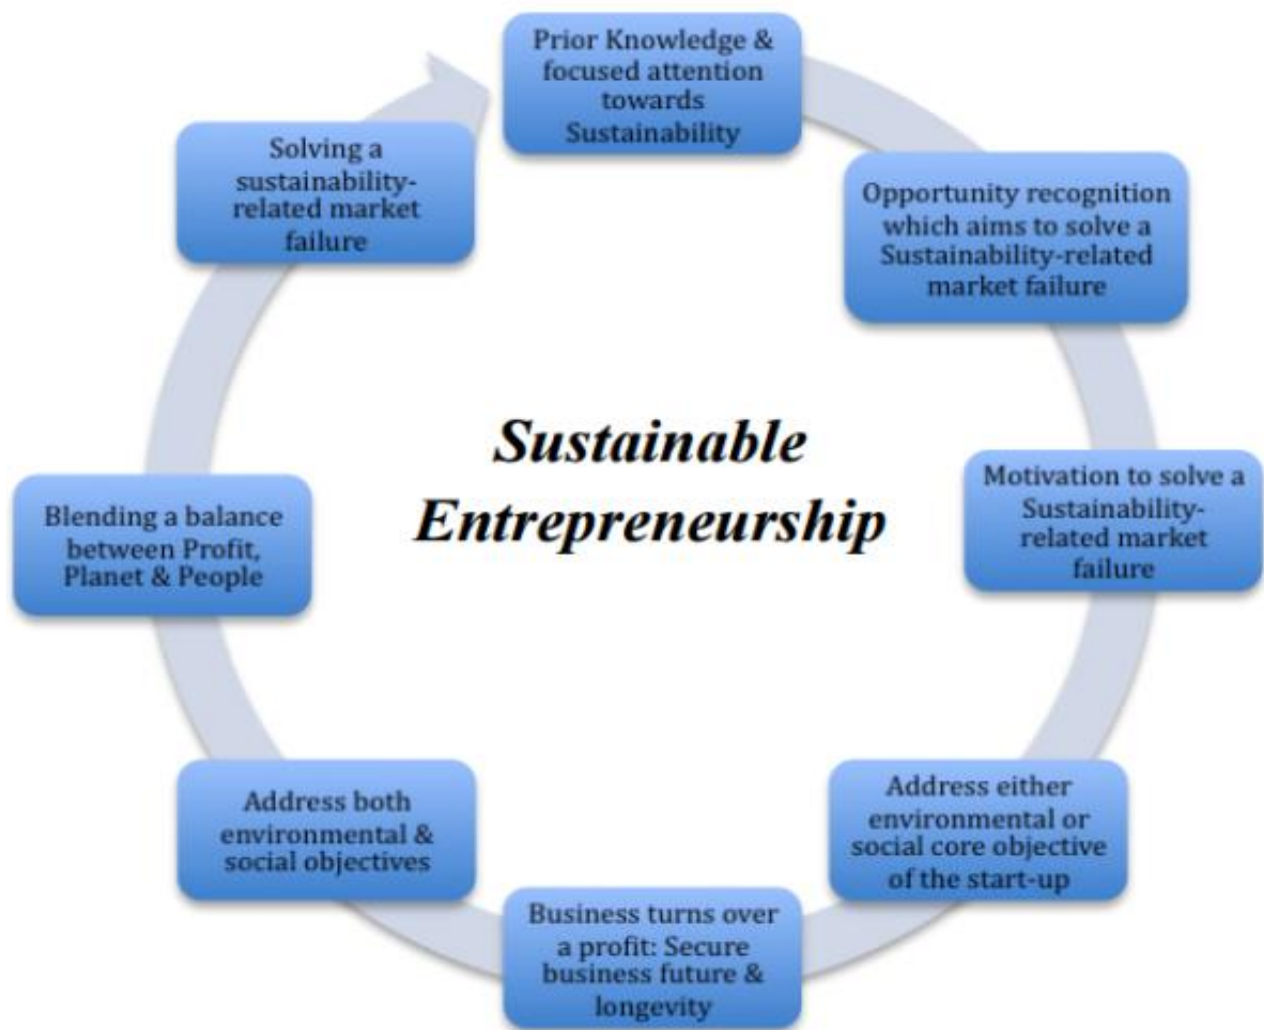 Prior Knowledge &
focused attention
towards
Sustainability
Opportunity recognition
which aims to solve a
Sustainability-related
market failure
Motivation to solve a
Sustainability-
related market
failure
Address either
environmental or
social core objective
of the start-up
Business turns over
a profit: Secure
business future &
longevity
Address both
environmental &
social objectives
Blending a balance
between Profit,
Planet & People
Solving a
sustainability-
related market
failure
Sustainable
Entrepreneurship